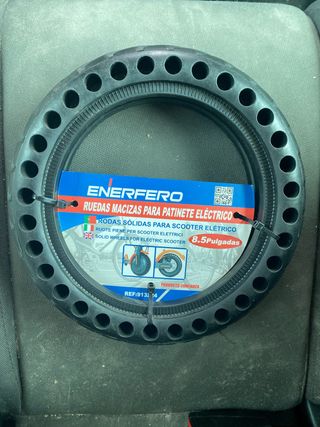 ENERFERO
RUEDAS MACIZAS PARA PATINETE ELÉCTRICO
RODAS SÓLIDAS PARA SCOOTER ELÉTRICO
RUOTE PIENE PER SCOOTER ELETTRICI
SOLID WHEELS FOR ELECTRIC SCOOTER
8.5Pulgadas